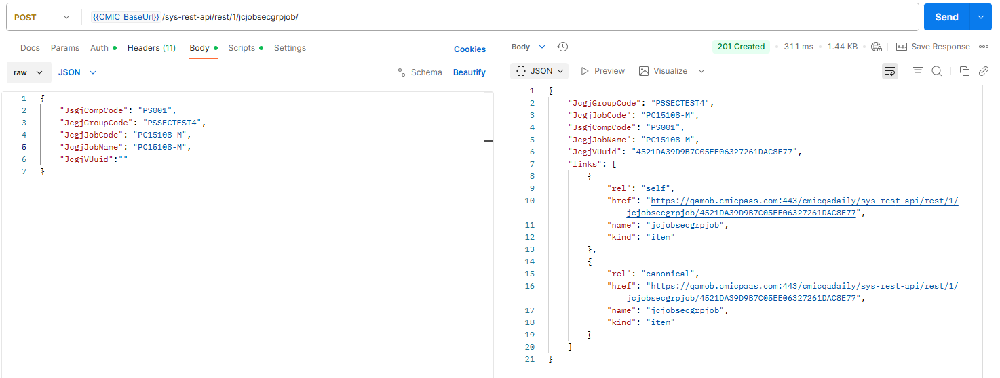 POST {{CMIC_BaseUrl}} /sys-rest-api/rest/1/jcjobsecgrpjob/ Send
Docs Params Auth Headers (11) Body Scripts Settings Cookies
raw JSON Schema Beautify
1 {
2 "JsgjCompCode": "PS001",
3 "JcgjGroupCode": "PSSECTEST4",
4 "JcgjJobCode": "PC15108-M",
5 "JcgjJobName": "PC15108-M",
6 "JcgjVUuid":""
7 }
Body 201 Created 311 ms 1.44 KB e.g. Save Response
{} JSON Preview Visualize
1 {
2 "JcgjGroupCode": "PSSECTEST4",
3 "JcgjJobCode": "PC15108-M",
4 "JsgjCompCode": "PS001",
5 "JcgjJobName": "PC15108-M",
6 "JcgjVUuid": "4521DA39D9B7C05EE06327261DAC8E77",
7 "links": [
8 {
9 "rel": "self",
10 "href": "https://qamob.cmicpaas.com:443/cmicqadaily/sys-rest-api/rest/1/
jcjobsecgrpjob/4521DA39D9B7C05EE06327261DAC8E77",
11 "name": "jcjobsecgrpjob",
12 "kind": "item"
13 },
14 {
15 "rel": "canonical",
16 "href": "https://qamob.cmicpaas.com:443/cmicqadaily/sys-rest-api/rest/1/
jcjobsecgrpjob/4521DA39D9B7C05EE06327261DAC8E77",
17 "name": "jcjobsecgrpjob",
18 "kind": "item"
19 }
20 ]
21 }